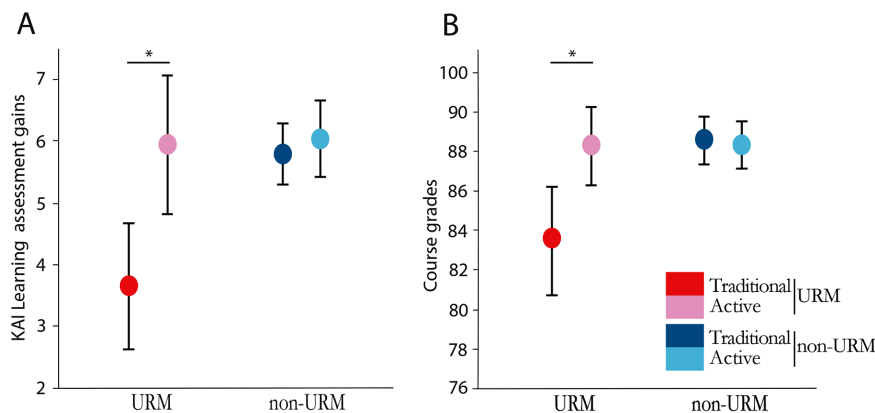 A
KAI Learning assessment gains
7
6
5
4
3
2
*
URM
non-URM
B
Course grades
100
90
88
86
84
82
80
78
76
*
URM
non-URM
Traditional
Active
URM
Traditional
Active
non-URM